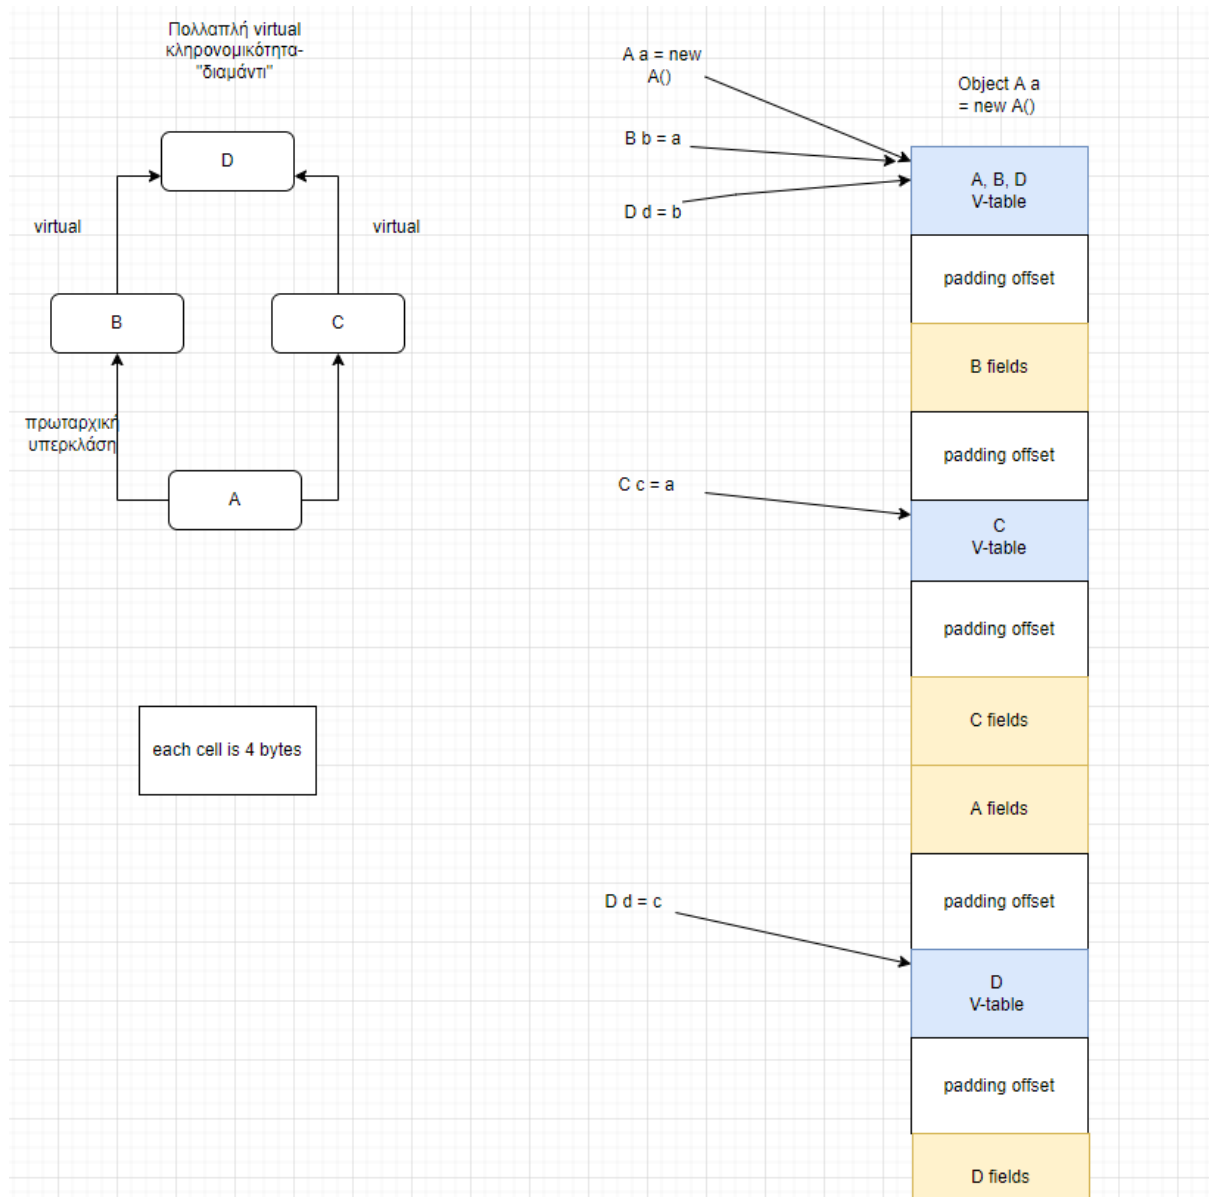 Πολλαπλή virtual
κληρονομικότητα-
"διαμάντι"
D
virtual
virtual
B
C
πρωταρχική
υπερκλάση
A
each cell is 4 bytes
A a = new
A()
B b = a
D d = b
C c = a
D d = c
Object A a
= new A()
A, B, D
V-table
padding offset
B fields
padding offset
C
V-table
padding offset
C fields
A fields
padding offset
D
V-table
padding offset
D fields